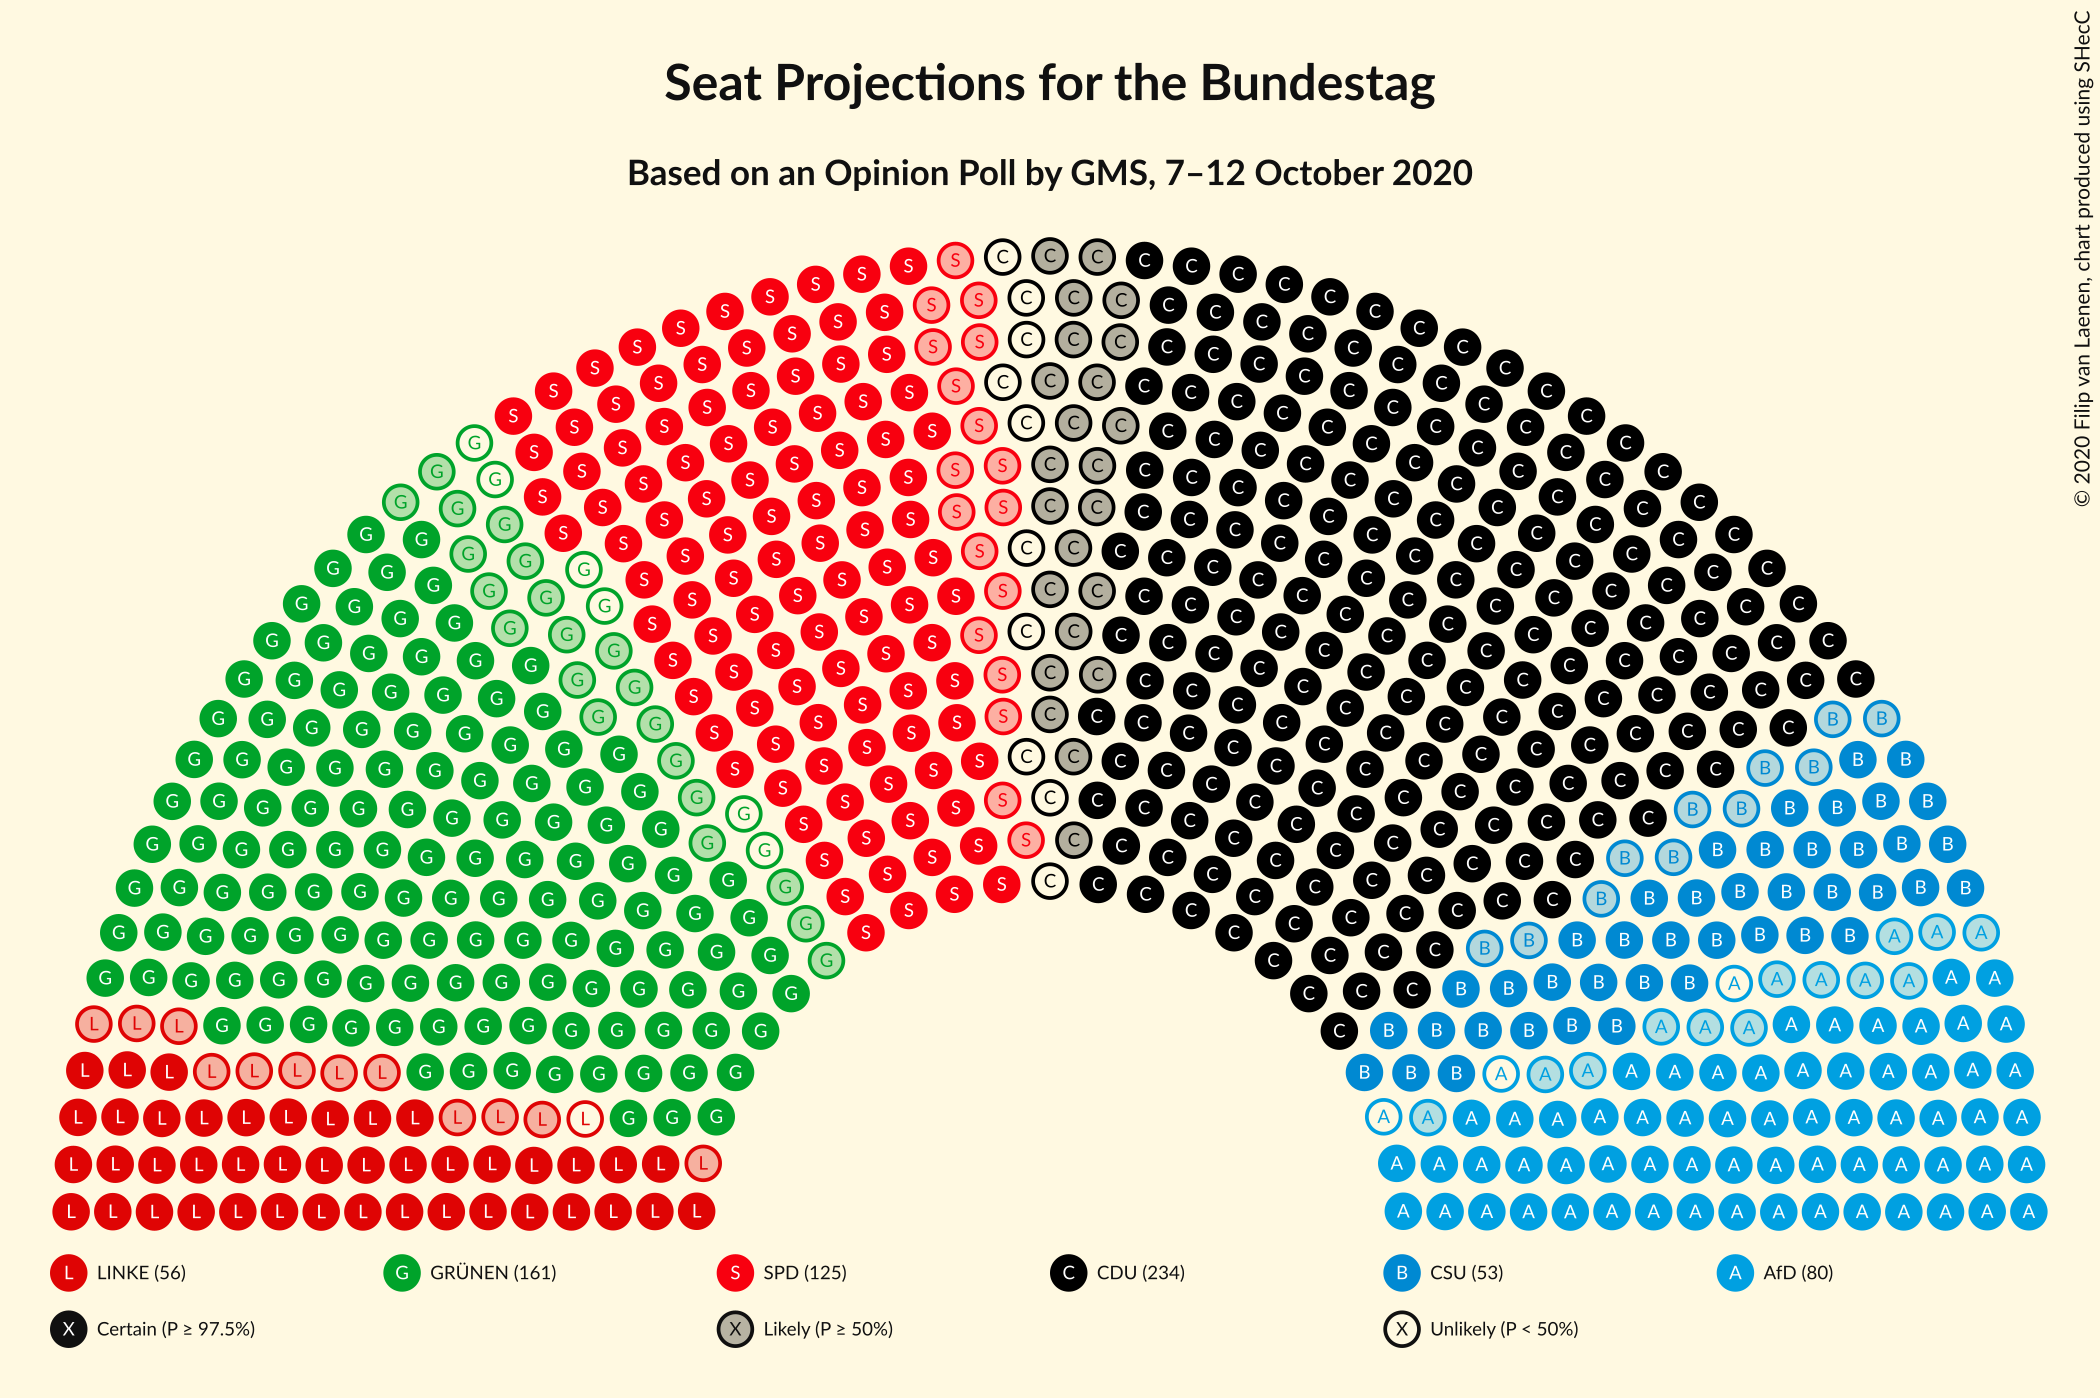 Seat Projections for the Bundestag
Based on an Opinion Poll by GMS, 7–12 October 2020
© 2020 Filip van Laenen, chart produced using SHecC
L LINKE (56)
G GRÜNEN (161)
S SPD (125)
C CDU (234)
B CSU (53)
A AfD (80)
X Certain (P ≥ 97.5%)
X Likely (P ≥ 50%)
X Unlikely (P < 50%)